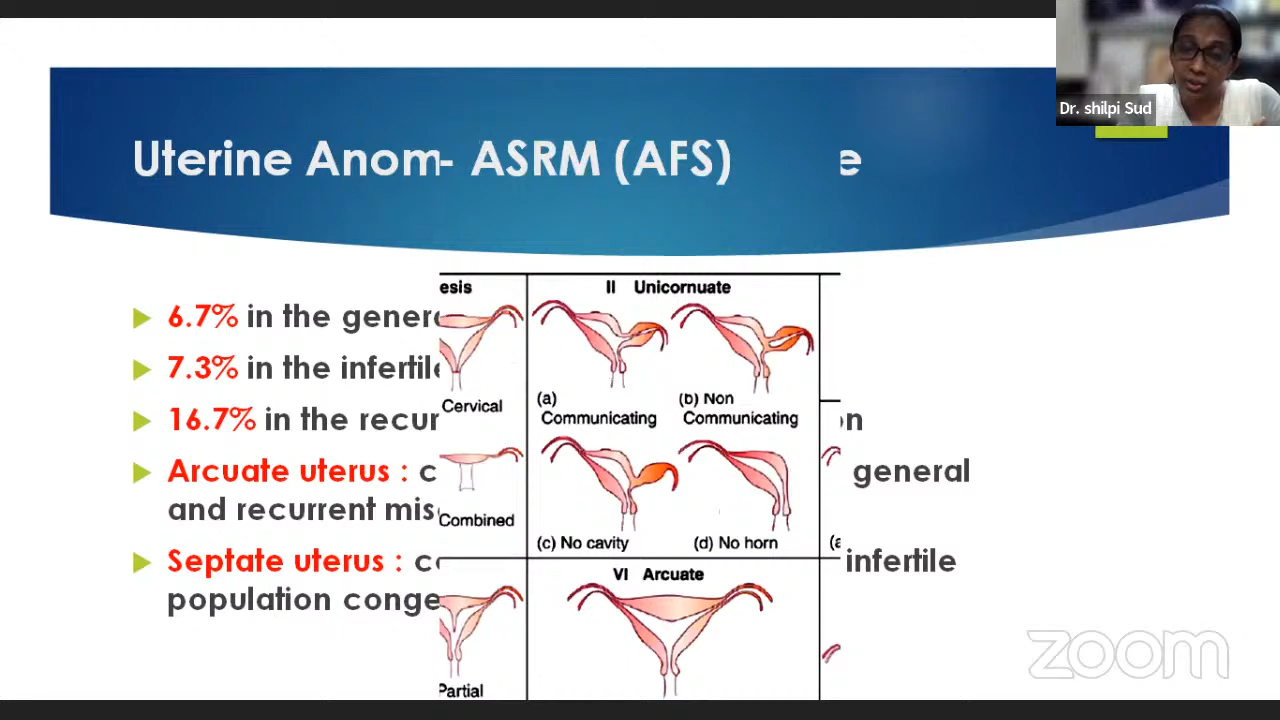 Dr. shilpi Sud
Uterine Anom- ASRM (AFS) e
6.7% in the gener
7.3% in the infertil
16.7% in the recur on
Arcuate uterus : c general
and recurrent mis
Septate uterus : c infertile
population conge
esis
II Unicornuate
Cervical
(a)
Communicating
(b) Non
Communicating
Combined
(c) No cavity
(d) No horn
(a
VI Arcuate
Partial
zoom